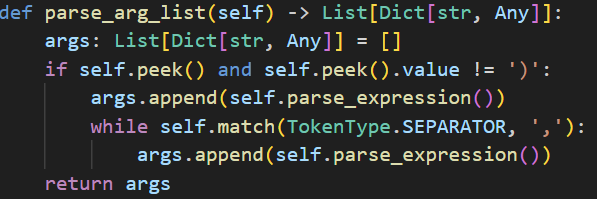 def parse_arg_list(self) -> List[Dict[str, Any]]:
    args: List[Dict[str, Any]] = []
    if self.peek() and self.peek().value != ')':
        args.append(self.parse_expression())
        while self.match(TokenType.SEPARATOR, ','):
            args.append(self.parse_expression())
    return args